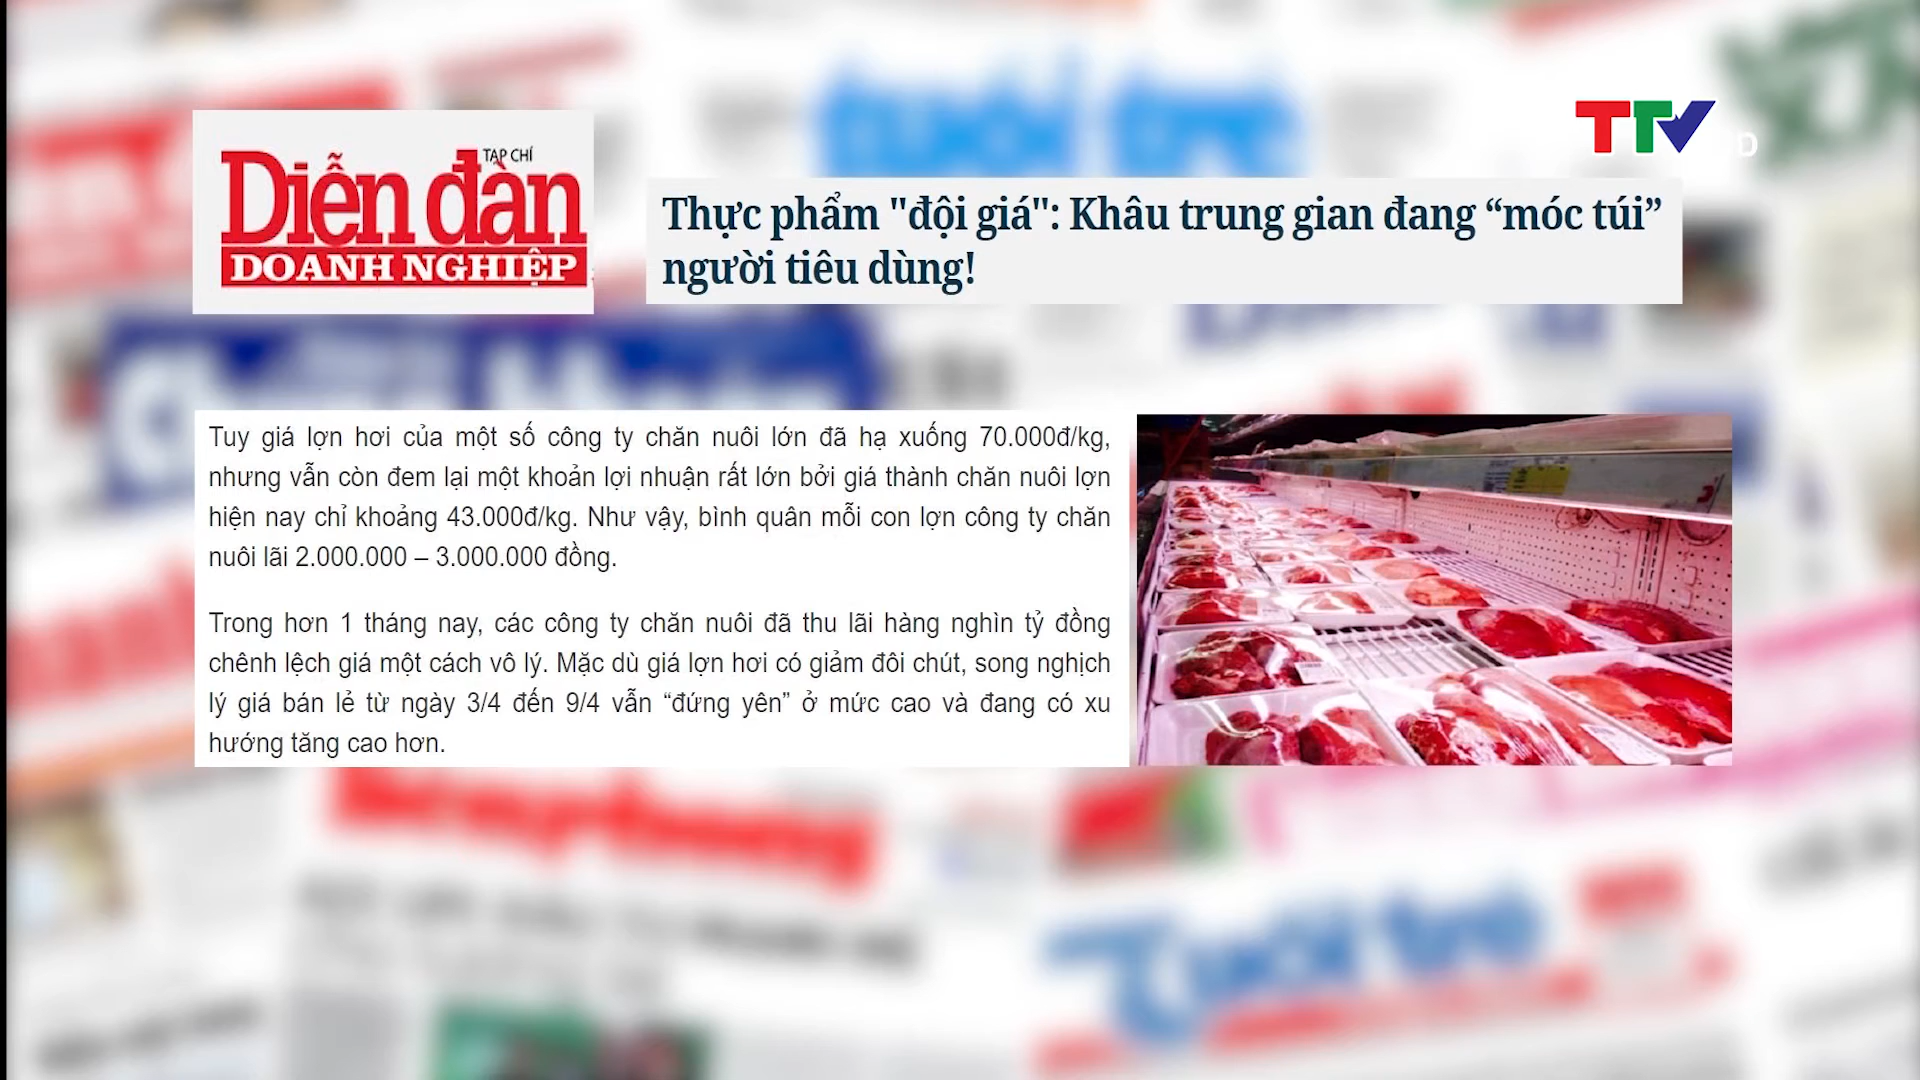 TẠP CHÍ
Diễn đàn
DOANH NGHIỆP
TTV
D
Thực phẩm "đội giá": Khâu trung gian đang “móc túi”
người tiêu dùng!
Tuy giá lợn hơi của một số công ty chăn nuôi lớn đã hạ xuống 70.000đ/kg,
nhưng vẫn còn đem lại một khoản lợi nhuận rất lớn bởi giá thành chăn nuôi lợn
hiện nay chỉ khoảng 43.000đ/kg. Như vậy, bình quân mỗi con lợn công ty chăn
nuôi lãi 2.000.000 – 3.000.000 đồng.
Trong hơn 1 tháng nay, các công ty chăn nuôi đã thu lãi hàng nghìn tỷ đồng
chênh lệch giá một cách vô lý. Mặc dù giá lợn hơi có giảm đôi chút, song nghịch
lý giá bán lẻ từ ngày 3/4 đến 9/4 vẫn “đứng yên” ở mức cao và đang có xu
hướng tăng cao hơn.
tuổi trẻ
Tuổi trẻ